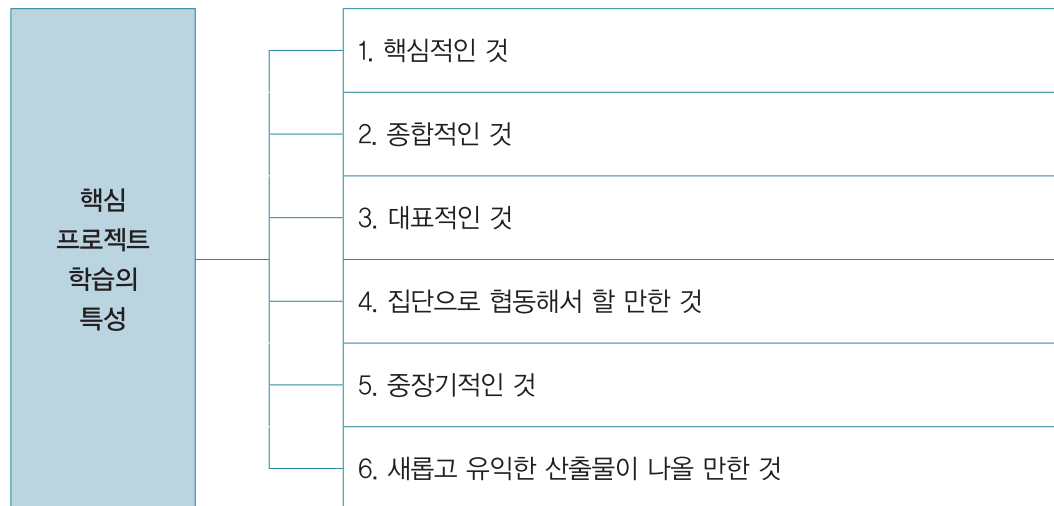 핵심
프로젝트
학습의
특성
1. 핵심적인 것
2. 종합적인 것
3. 대표적인 것
4. 집단으로 협동해서 할 만한 것
5. 중장기적인 것
6. 새롭고 유익한 산출물이 나올 만한 것